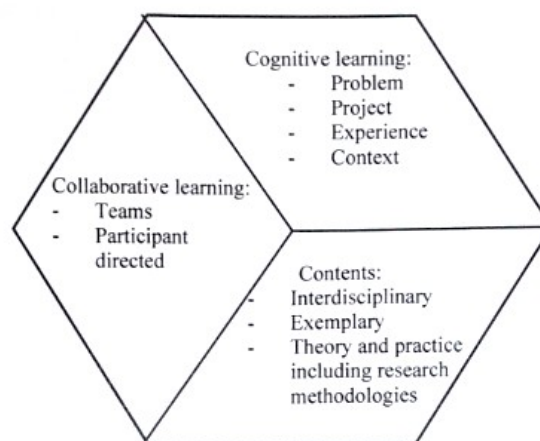 Cognitive learning:
- Problem
- Project
- Experience
- Context
Collaborative learning:
- Teams
- Participant
directed
Contents:
- Interdisciplinary
- Exemplary
- Theory and practice
including research
methodologies